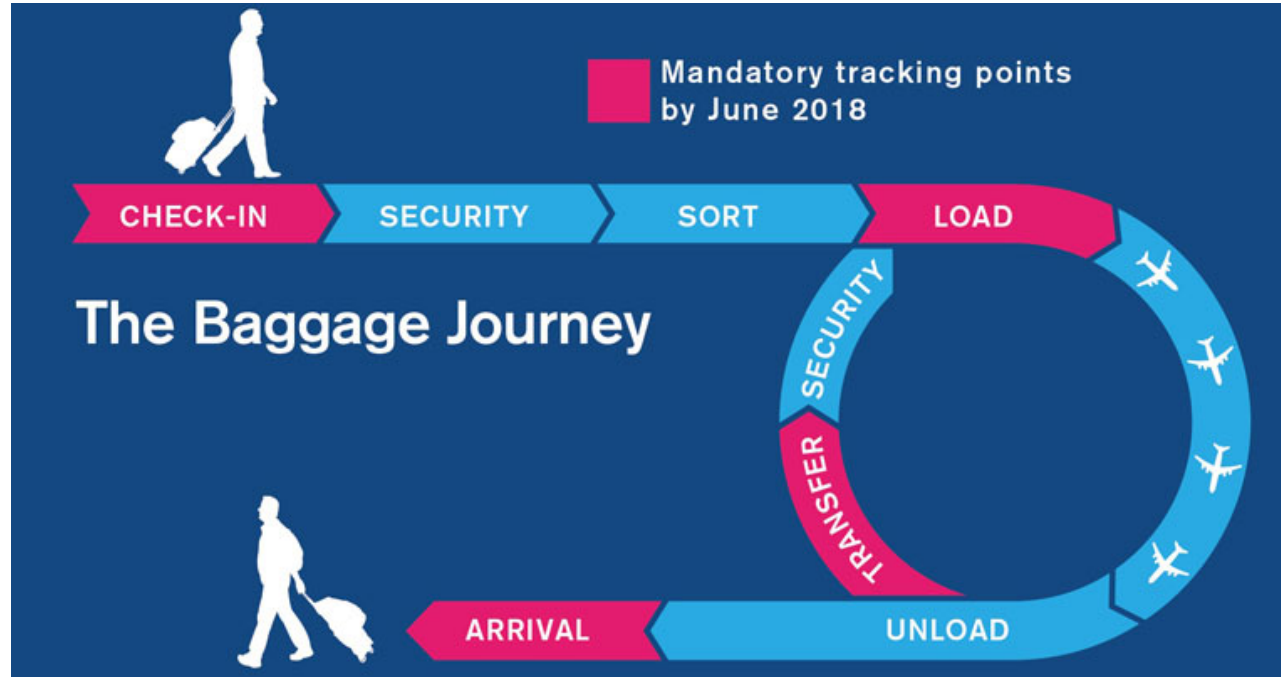 Mandatory tracking points
by June 2018
CHECK-IN
SECURITY
SORT
LOAD
The Baggage Journey
SECURITY
TRANSFER
ARRIVAL
UNLOAD